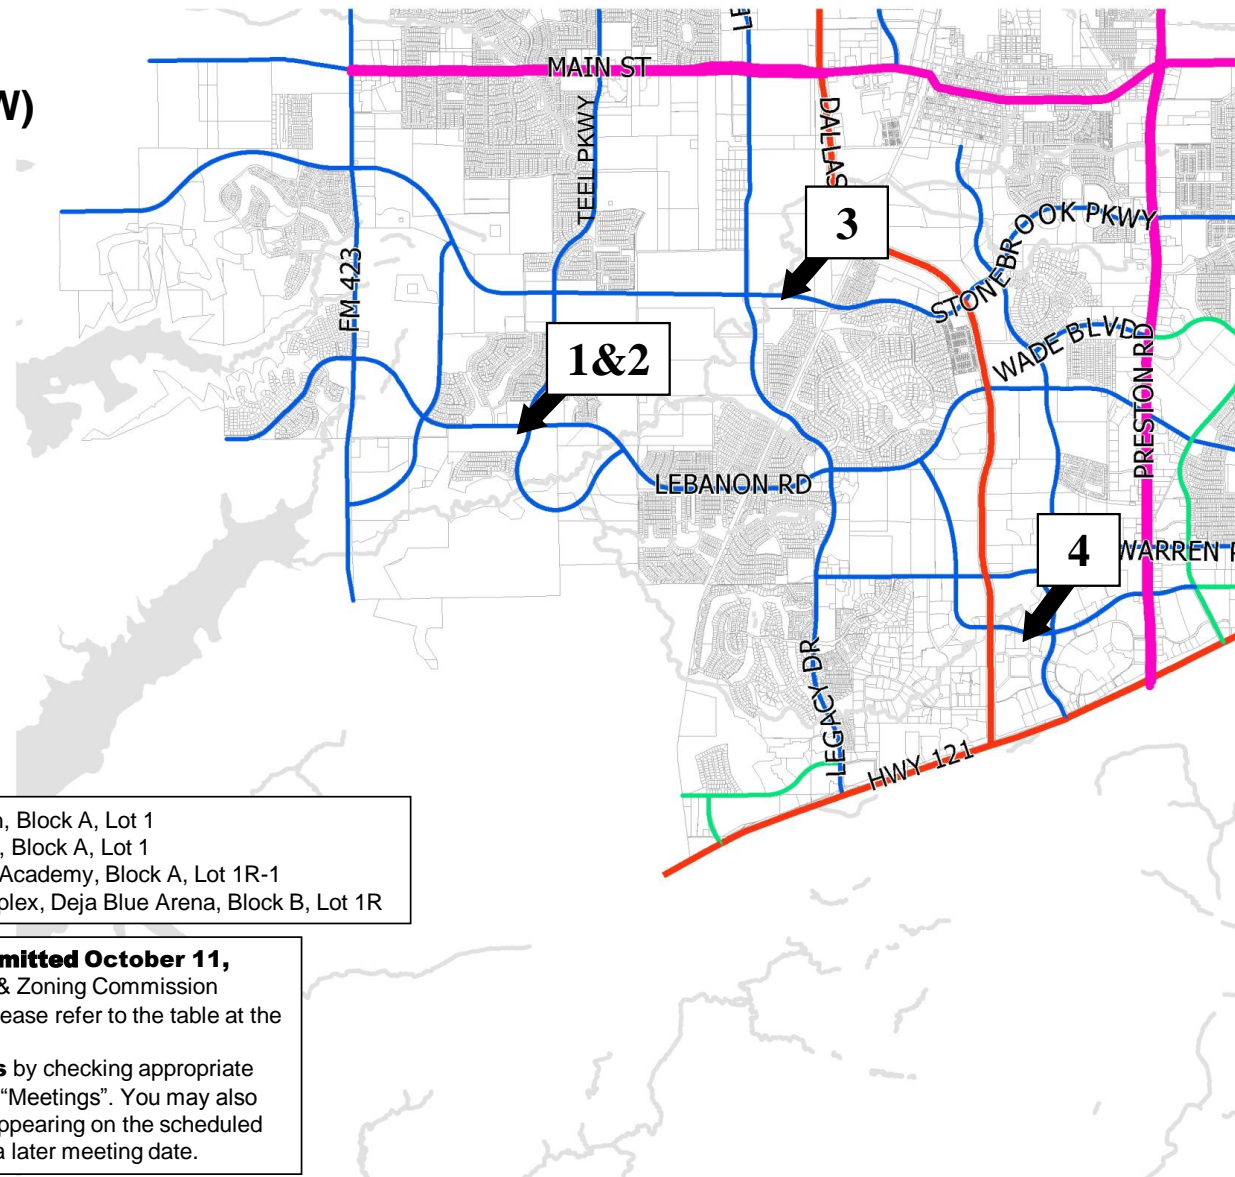 MAIN ST
W)
TEEL PKWY
DALLAS
3
STONEBROOK PKWY
FM 423
1&2
WADE BLVD
PRESTON RD
LEBANON RD
4
WARREN
LEGACY DR
HWY 121
, Block A, Lot 1
, Block A, Lot 1
Academy, Block A, Lot 1R-1
plex, Deja Blue Arena, Block B, Lot 1R
mitted October 11,
& Zoning Commission
ease refer to the table at the
s by checking appropriate
"Meetings". You may also
ppearing on the scheduled
a later meeting date.